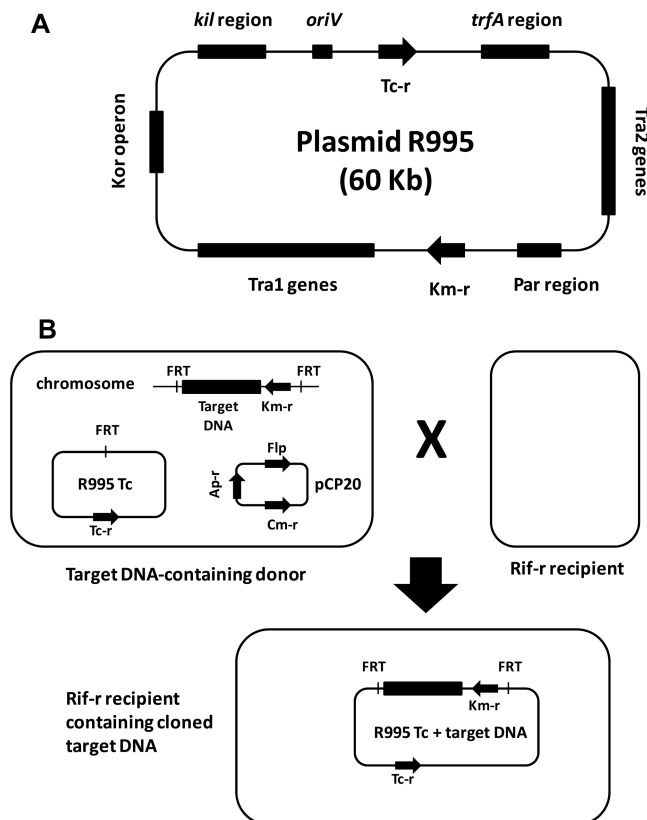 A
kil region
oriV
trfA region
Tc-r
Kor operon
Plasmid R995
(60 Kb)
Tra2 genes
Tra1 genes
Km-r
Par region
B
FRT
FRT
chromosome
Target
DNA
Km-r
FRT
R995 Tc
Tc-r
Flp
Ap-r
pCP20
Cm-r
X
Target DNA-containing donor
Rif-r recipient
Rif-r recipient
containing cloned
target DNA
FRT
FRT
Km-r
R995 Tc + target DNA
Tc-r